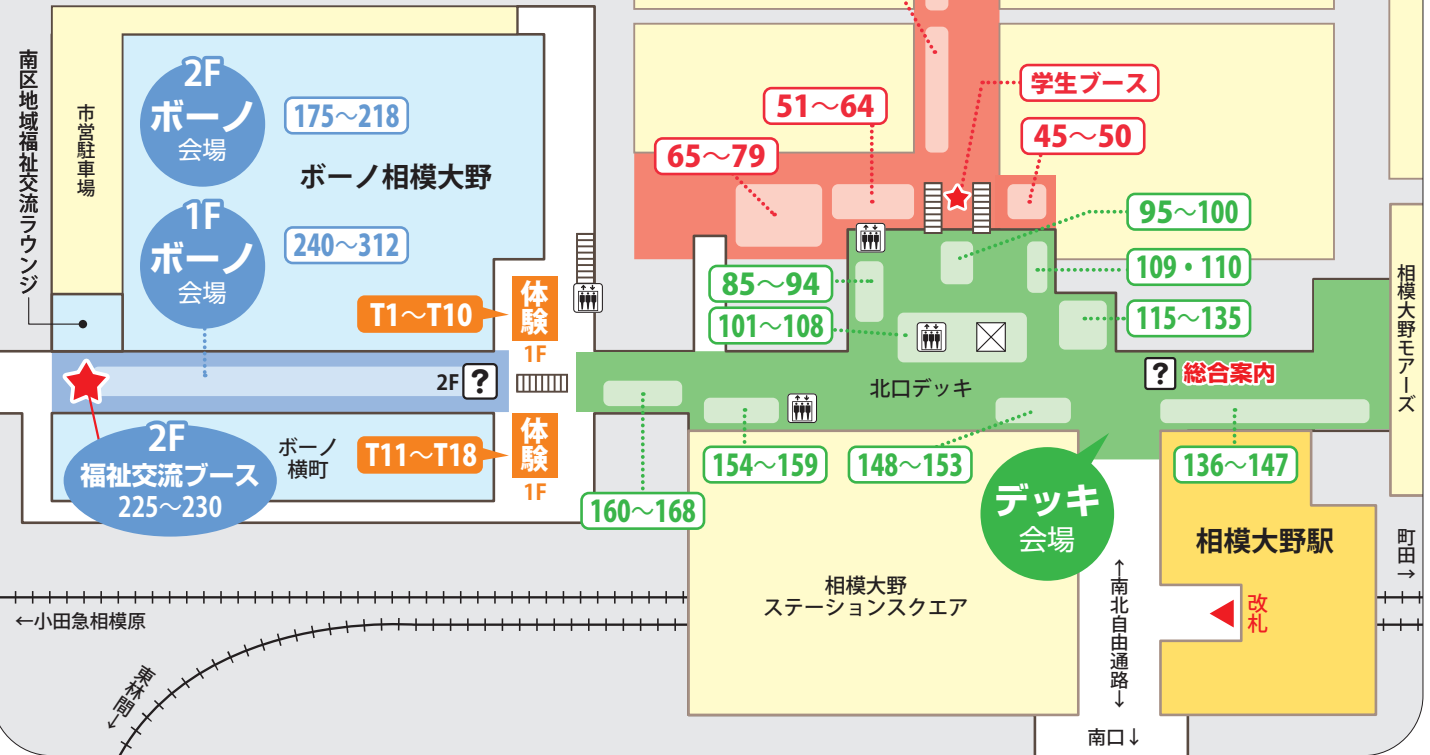 南区地域福祉交流ラウンジ
市営駐車場
2F
ボーノ
会場
175～218
ボーノ相模大野
1F
ボーノ
会場
240～312
T1～T10
体験
1F
2F
?
2F
福祉交流ブース
225～230
ボーノ
横町
T11～T18
体験
1F
学生ブース
51～64
45～50
65～79
95～100
85～94
109・110
101～108
115～135
北口デッキ
?
総合案内
相模大野モアーズ
154～159
148～153
136～147
160～168
デッキ
会場
相模大野駅
相模大野
ステーションスクエア
←南北自由通路→
改札
町田→
←小田急相模原
東林間↓
南口↓